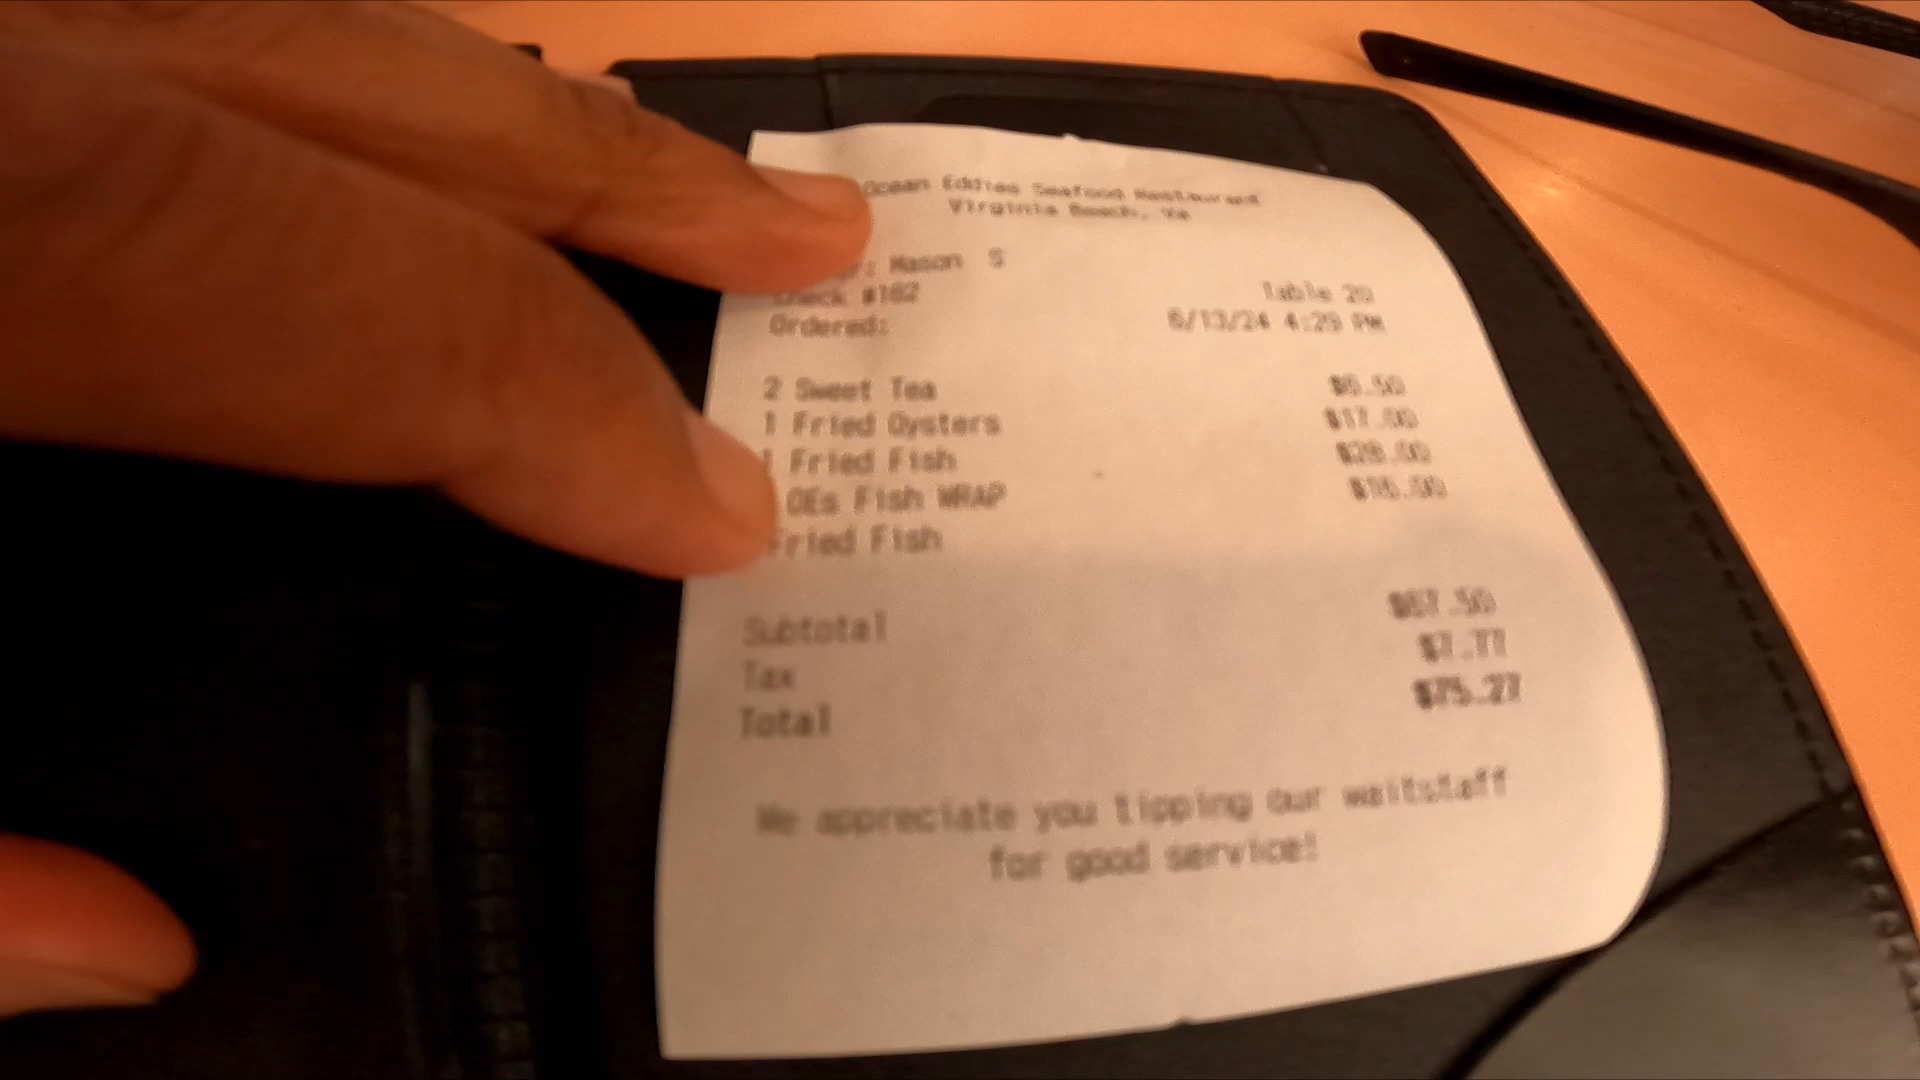 Ocean Eddies Seafood Restaurant
Virginia Beach, Va
r: Mason S
Check #162 Table 20
Ordered: 6/13/24 4:29 PM
2 Sweet Tea $6.50
1 Fried Oysters $17.00
1 Fried Fish $28.00
OEs Fish WRAP $16.00
Fried Fish
Subtotal $67.50
Tax $7.77
Total $75.27
We appreciate you tipping our waitstaff
for good service!